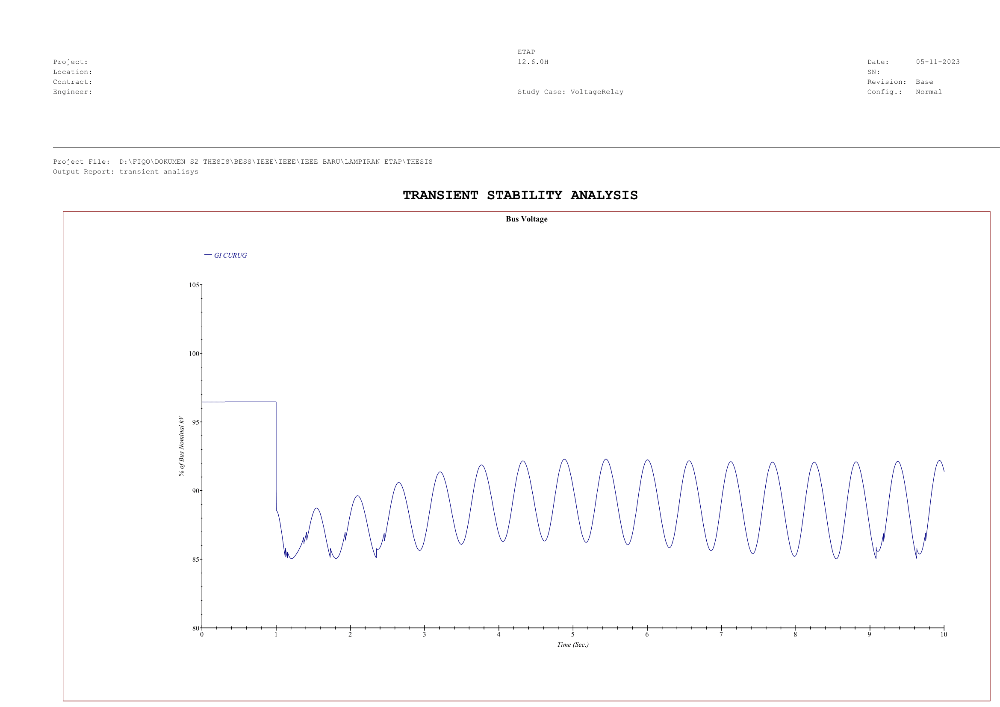 ETAP
Project: 12.6.0H Date: 05-11-2023
Location: SN:
Contract: Revision: Base
Engineer: Study Case: VoltageRelay Config.: Normal
Project File: D:\FIQO\DOKUMEN S2 THESIS\BESS\IEEE\IEEE\IEEE BARU\LAMPIRAN ETAP\THESIS
Output Report: transient analisys
TRANSIENT STABILITY ANALYSIS
Bus Voltage
GI CURUG
105
100
95
90
85
80
% of Bus Nominal kV
0 1 2 3 4 5 6 7 8 9 10
Time (Sec.)